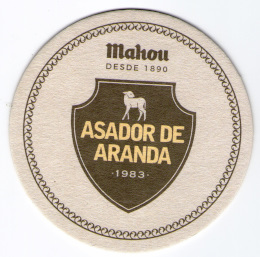 Mahou
DESDE 1890
ASADOR DE
ARANDA
·1983·